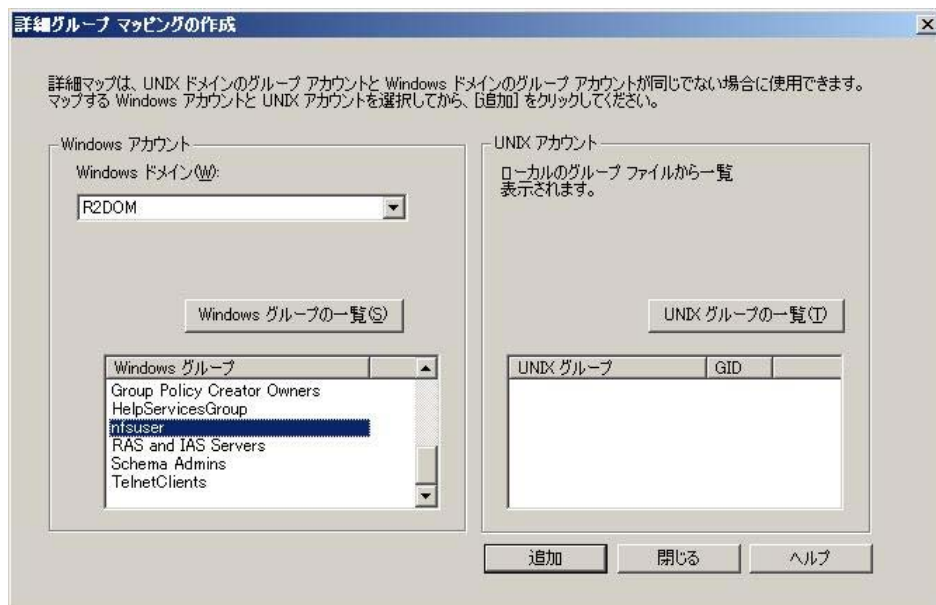 詳細グループ マッピングの作成
詳細マップは、UNIX ドメインのグループ アカウントと Windows ドメインのグループ アカウントが同じでない場合に使用できます。
マップする Windows アカウントと UNIX アカウントを選択してから、[追加] をクリックしてください。
Windows アカウント
Windows ドメイン(W):
R2DOM
Windows グループの一覧(S)
Windows グループ
Group Policy Creator Owners
HelpServicesGroup
nfsuser
RAS and IAS Servers
Schema Admins
TelnetClients
UNIX アカウント
ローカルのグループ ファイルから一覧
表示されます。
UNIX グループの一覧(T)
UNIX グループ GID
追加 閉じる ヘルプ